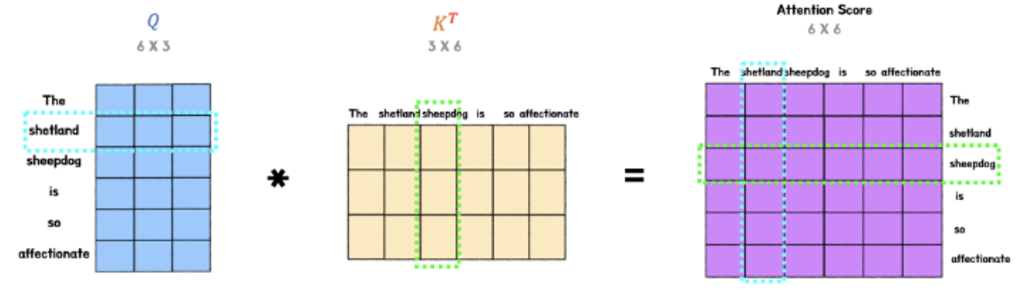 Q
6 X 3
The
shetland
sheepdog
is
so
affectionate
*
K^T
3 X 6
The shetland sheepdog is so affectionate
=
Attention Score
6 X 6
The shetland sheepdog is so affectionate
The
shetland
sheepdog
is
so
affectionate